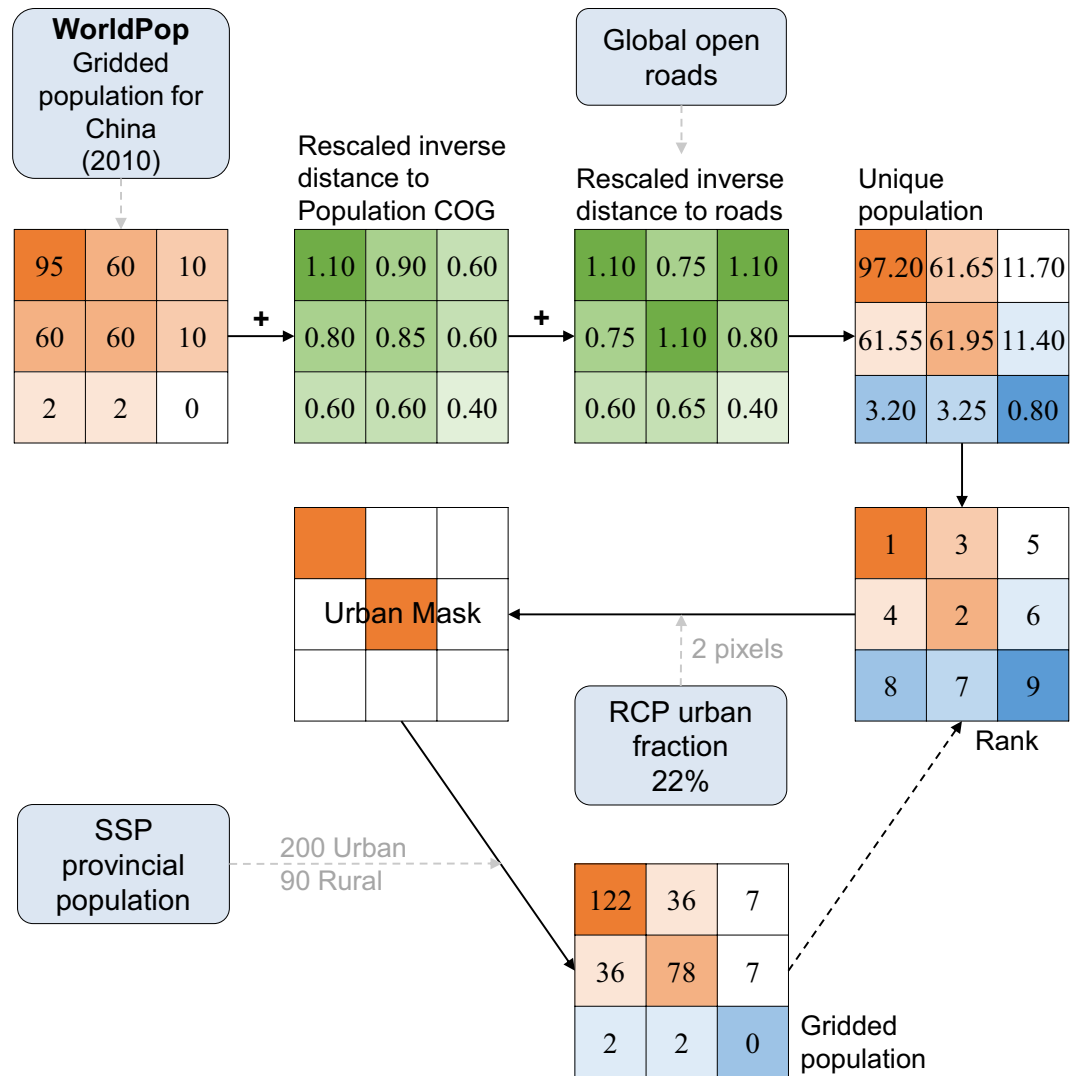 WorldPop
Gridded
population for
China
(2010)
Global open
roads
Rescaled inverse
distance to
Population COG
Rescaled inverse
distance to roads
Unique
population
95 60 10
60 60 10
2 2 0
+
1.10 0.90 0.60
0.80 0.85 0.60
0.60 0.60 0.40
+
1.10 0.75 1.10
0.75 1.10 0.80
0.60 0.65 0.40
97.20 61.65 11.70
61.55 61.95 11.40
3.20 3.25 0.80
Urban Mask
2 pixels
RCP urban
fraction
22%
1 3 5
4 2 6
8 7 9
Rank
SSP
provincial
population
200 Urban
90 Rural
122 36 7
36 78 7
2 2 0
Gridded
population